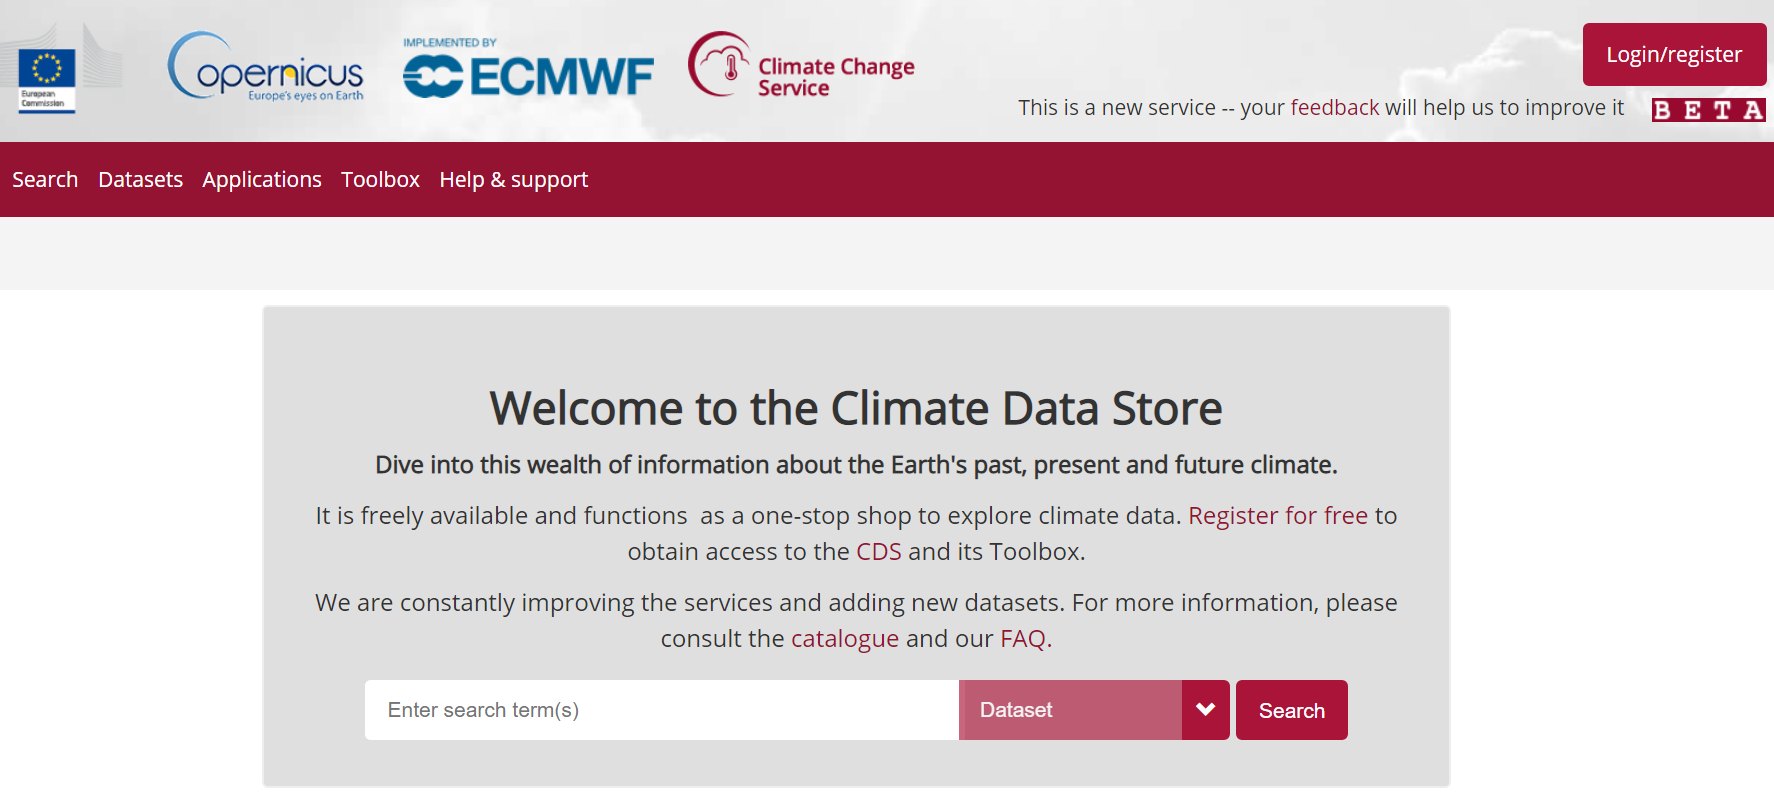 European
Commission
Copernicus
Europe's eyes on Earth
IMPLEMENTED BY
ECMWF
Climate Change
Service
Login/register
This is a new service -- your feedback will help us to improve it
BETA
Search Datasets Applications Toolbox Help & support
Welcome to the Climate Data Store
Dive into this wealth of information about the Earth's past, present and future climate.
It is freely available and functions as a one-stop shop to explore climate data. Register for free to
obtain access to the CDS and its Toolbox.
We are constantly improving the services and adding new datasets. For more information, please
consult the catalogue and our FAQ.
Enter search term(s) Dataset Search